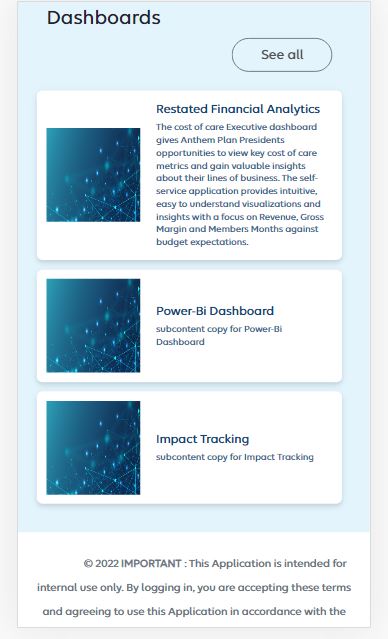 Dashboards
See all
Restated Financial Analytics
The cost of care Executive dashboard
gives Anthem Plan Presidents
opportunities to view key cost of care
metrics and gain valuable insights
about their lines of business. The self-
service application provides intuitive,
easy to understand visualizations and
insights with a focus on Revenue, Gross
Margin and Members Months against
budget expectations.
Power-Bi Dashboard
subcontent copy for Power-Bi
Dashboard
Impact Tracking
subcontent copy for Impact Tracking
© 2022 IMPORTANT : This Application is intended for
internal use only. By logging in, you are accepting these terms
and agreeing to use this Application in accordance with the